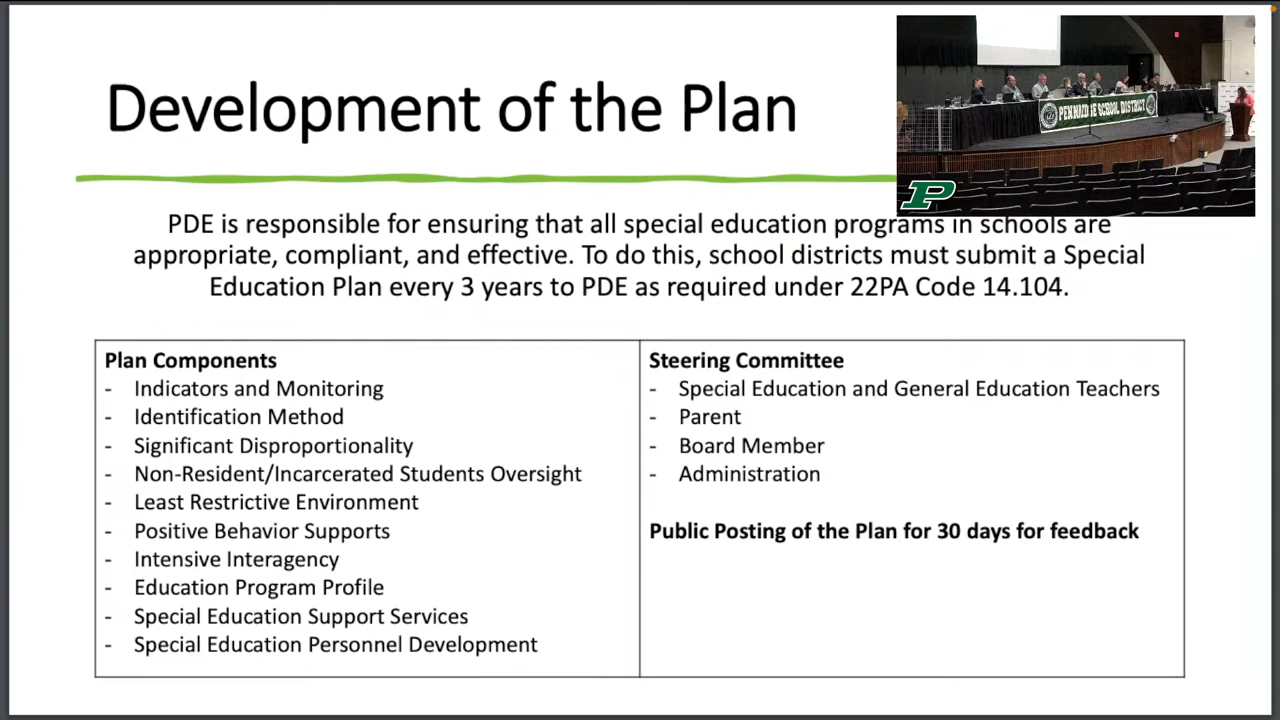 Development of the Plan
P
PENNRIDGE SCHOOL DISTRICT
PDE is responsible for ensuring that all special education programs in schools are
appropriate, compliant, and effective. To do this, school districts must submit a Special
Education Plan every 3 years to PDE as required under 22PA Code 14.104.
Plan Components
- Indicators and Monitoring
- Identification Method
- Significant Disproportionality
- Non-Resident/Incarcerated Students Oversight
- Least Restrictive Environment
- Positive Behavior Supports
- Intensive Interagency
- Education Program Profile
- Special Education Support Services
- Special Education Personnel Development
Steering Committee
- Special Education and General Education Teachers
- Parent
- Board Member
- Administration
Public Posting of the Plan for 30 days for feedback